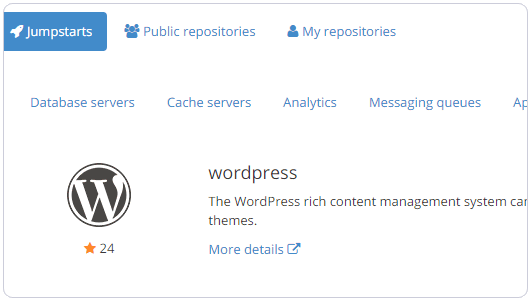 Jumpstarts Public repositories My repositories
Database servers Cache servers Analytics Messaging queues
wordpress
The WordPress rich content management system can
themes.
24
More details